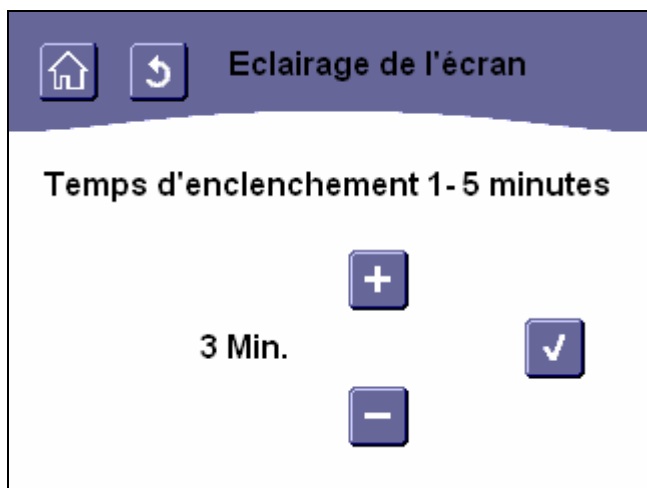 Eclairage de l'écran
Temps d'enclenchement 1-5 minutes
+
3 Min.
−